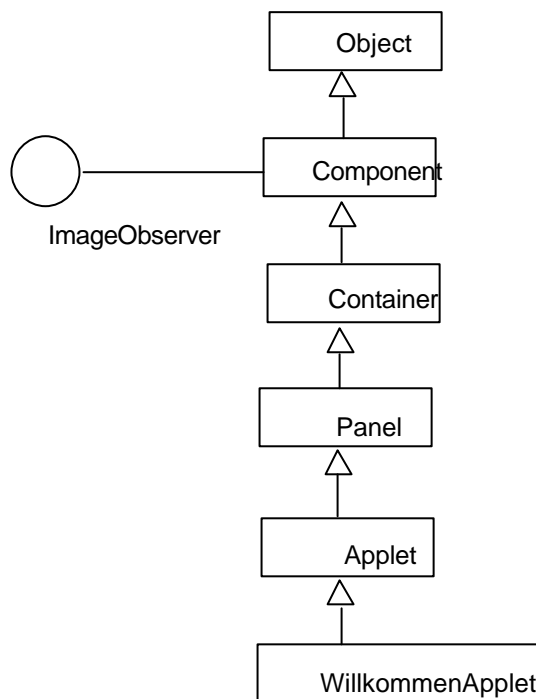 Object
Component
ImageObserver
Container
Panel
Applet
WillkommenApplet